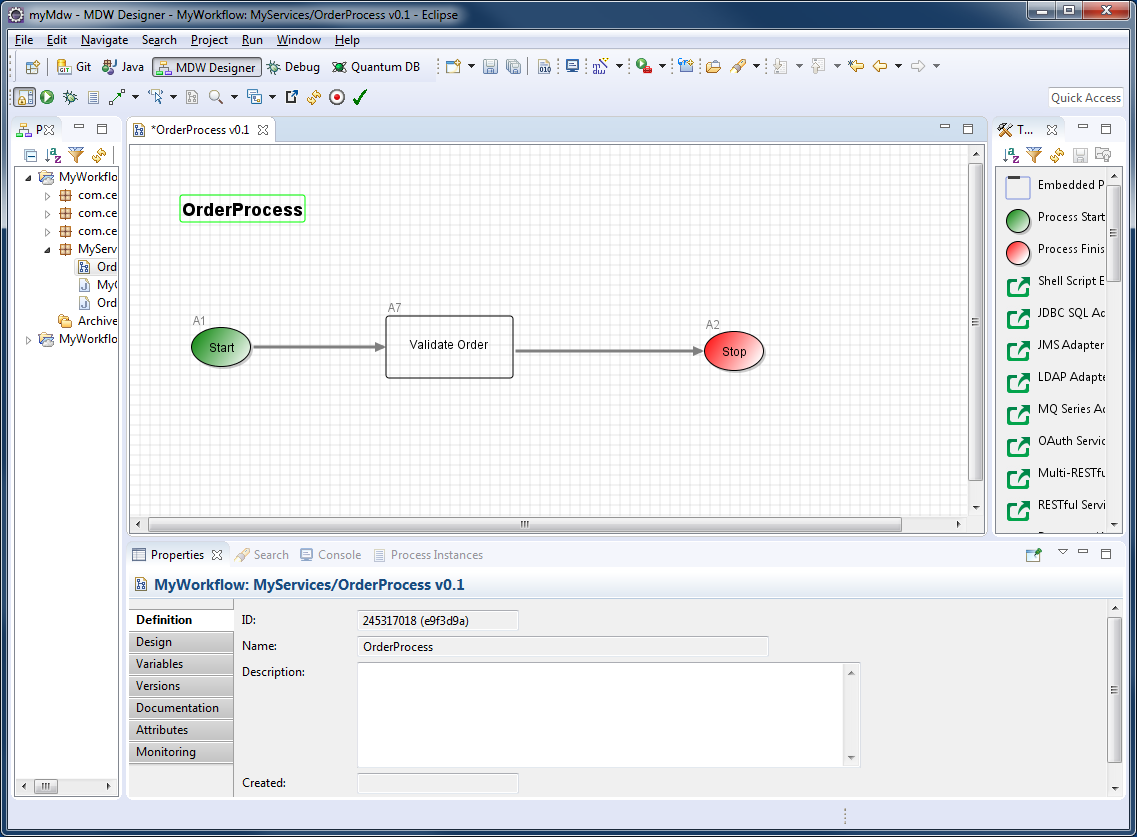 myMdw - MDW Designer - MyWorkflow: MyServices/OrderProcess v0.1 - Eclipse
File Edit Navigate Search Project Run Window Help
Git Java MDW Designer Debug Quantum DB
Quick Access
P
*OrderProcess v0.1
T...
MyWorkflo
com.ce
com.ce
com.ce
MyServ
Ord
My
Ord
Archive
MyWorkflo
OrderProcess
A1
Start
A7
Validate Order
A2
Stop
Embedded P
Process Start
Process Finis
Shell Script E
JDBC SQL Ad
JMS Adapter
LDAP Adapte
MQ Series Ad
OAuth Servic
Multi-RESTfu
RESTful Servi
Properties Search Console Process Instances
MyWorkflow: MyServices/OrderProcess v0.1
Definition
Design
Variables
Versions
Documentation
Attributes
Monitoring
ID: 245317018 (e9f3d9a)
Name: OrderProcess
Description:
Created: